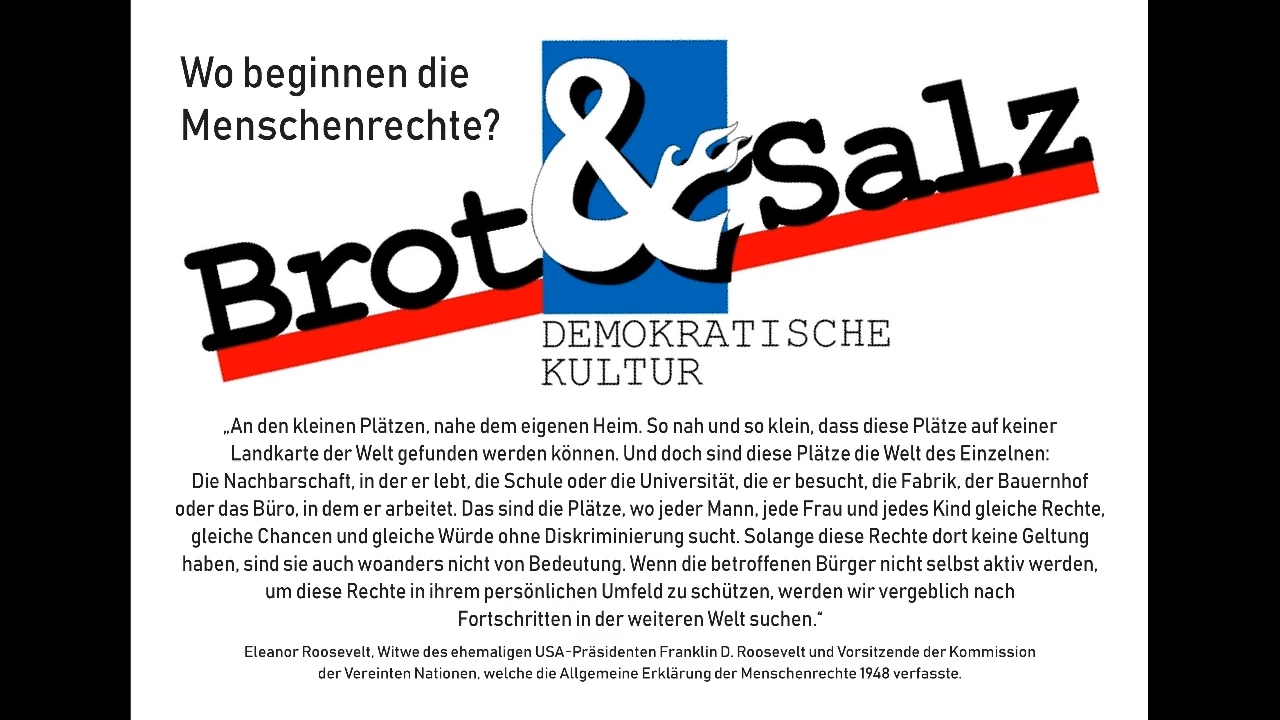 Wo beginnen die
Menschenrechte?
Brot & Salz
DEMOKRATISCHE
KULTUR
„An den kleinen Plätzen, nahe dem eigenen Heim. So nah und so klein, dass diese Plätze auf keiner
Landkarte der Welt gefunden werden können. Und doch sind diese Plätze die Welt des Einzelnen:
Die Nachbarschaft, in der er lebt, die Schule oder die Universität, die er besucht, die Fabrik, der Bauernhof
oder das Büro, in dem er arbeitet. Das sind die Plätze, wo jeder Mann, jede Frau und jedes Kind gleiche Rechte,
gleiche Chancen und gleiche Würde ohne Diskriminierung sucht. Solange diese Rechte dort keine Geltung
haben, sind sie auch woanders nicht von Bedeutung. Wenn die betroffenen Bürger nicht selbst aktiv werden,
um diese Rechte in ihrem persönlichen Umfeld zu schützen, werden wir vergeblich nach
Fortschritten in der weiteren Welt suchen.“
Eleanor Roosevelt, Witwe des ehemaligen USA-Präsidenten Franklin D. Roosevelt und Vorsitzende der Kommission
der Vereinten Nationen, welche die Allgemeine Erklärung der Menschenrechte 1948 verfasste.